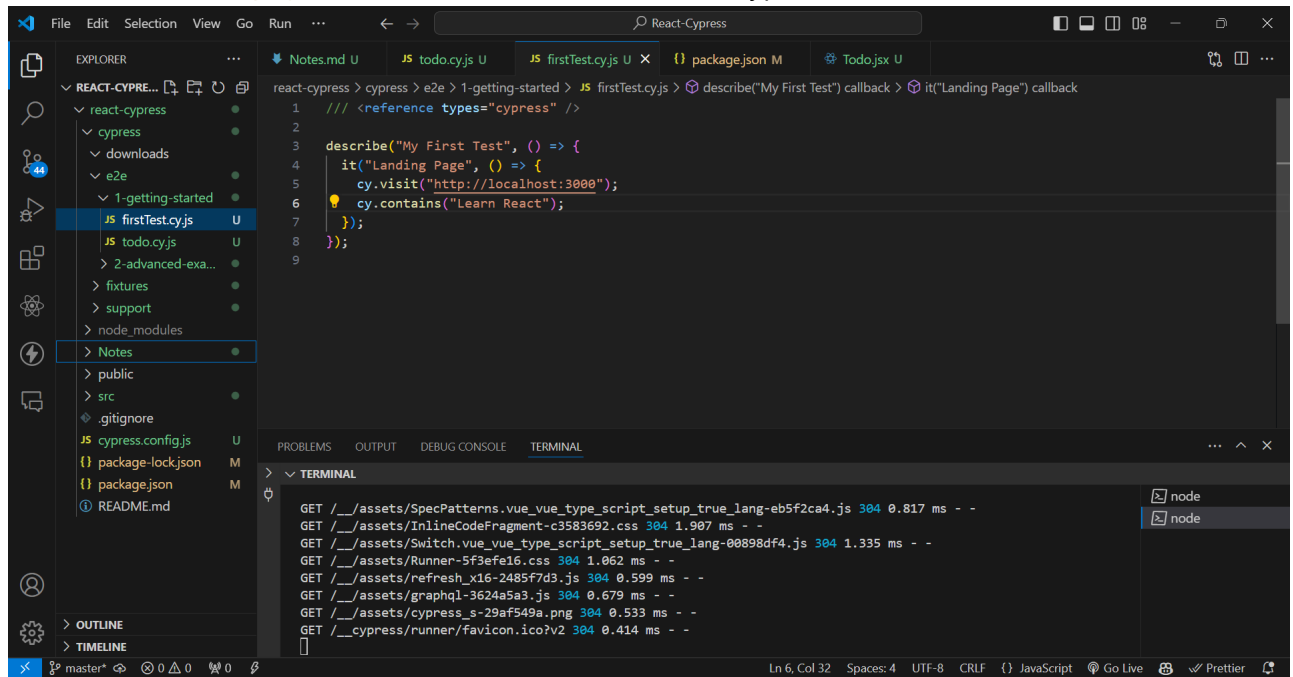 File Edit Selection View Go Run ··· ← → React-Cypress
EXPLORER ···
REACT-CYPRE...
react-cypress
cypress
downloads
e2e
1-getting-started
JS firstTest.cy.js U
JS todo.cy.js U
2-advanced-exa...
fixtures
support
node_modules
Notes
public
src
.gitignore
JS cypress.config.js U
{} package-lock.json M
{} package.json M
README.md
OUTLINE
TIMELINE
44
Notes.md U JS todo.cy.js U JS firstTest.cy.js U {} package.json M Todo.jsx U
react-cypress > cypress > e2e > 1-getting-started > JS firstTest.cy.js > describe("My First Test") callback > it("Landing Page") callback
1 /// <reference types="cypress" />
2
3 describe("My First Test", () => {
4 it("Landing Page", () => {
5 cy.visit("http://localhost:3000");
6 cy.contains("Learn React");
7 });
8 });
9
PROBLEMS OUTPUT DEBUG CONSOLE TERMINAL ···
TERMINAL
GET /__/assets/SpecPatterns.vue_vue_type_script_setup_true_lang-eb5f2ca4.js 304 0.817 ms - -
GET /__/assets/InlineCodeFragment-c3583692.css 304 1.907 ms - -
GET /__/assets/Switch.vue_vue_type_script_setup_true_lang-00898df4.js 304 1.335 ms - -
GET /__/assets/Runner-5f3efe16.css 304 1.062 ms - -
GET /__/assets/refresh_x16-2485f7d3.js 304 0.599 ms - -
GET /__/assets/graphql-3624a5a3.js 304 0.679 ms - -
GET /__/assets/cypress_s-29af549a.png 304 0.533 ms - -
GET /__cypress/runner/favicon.ico?v2 304 0.414 ms - -
node
node
master* 0 0 0 Ln 6, Col 32 Spaces: 4 UTF-8 CRLF {} JavaScript Go Live Prettier